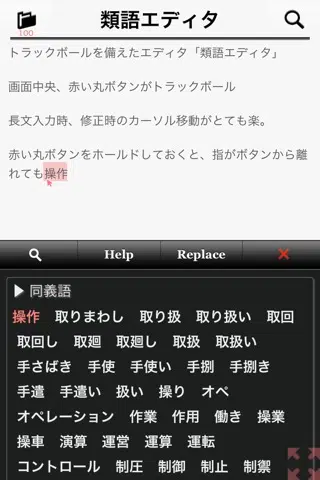 類語エディタ
100
トラックボールを備えたエディタ「類語エディタ」
画面中央、赤い丸ボタンがトラックボール
長文入力時、修正時のカーソル移動がとても楽。
赤い丸ボタンをホールドしておくと、指がボタンから離
れても操作
Help Replace
▶ 同義語
操作 取りまわし 取り扱 取り扱い 取回
取回し 取廻 取廻し 取扱 取扱い
手さばき 手使 手使い 手捌 手捌き
手遣 手遣い 扱い 操り オペ
オペレーション 作業 作用 働き 操業
操車 演算 運営 運算 運転
コントロール 制圧 制御 制止 制禦